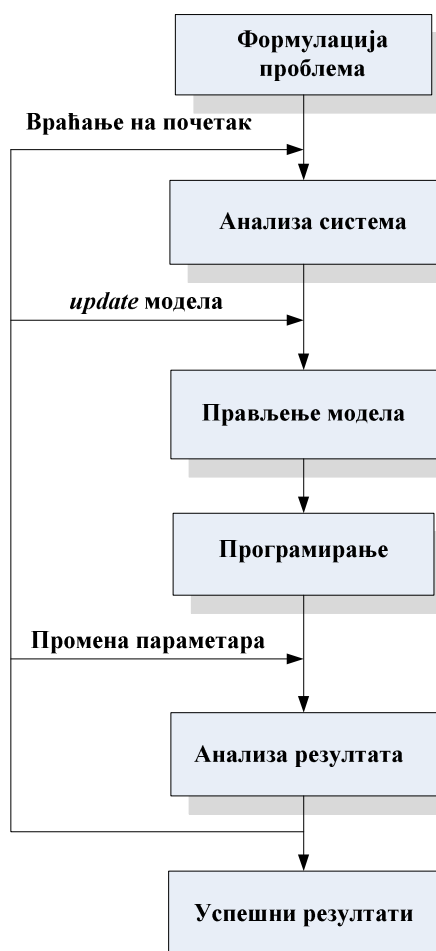 Формулација
проблема
Враћање на почетак
Анализа система
update модела
Прављење модела
Програмирање
Промена параметара
Анализа резултата
Успешни резултати